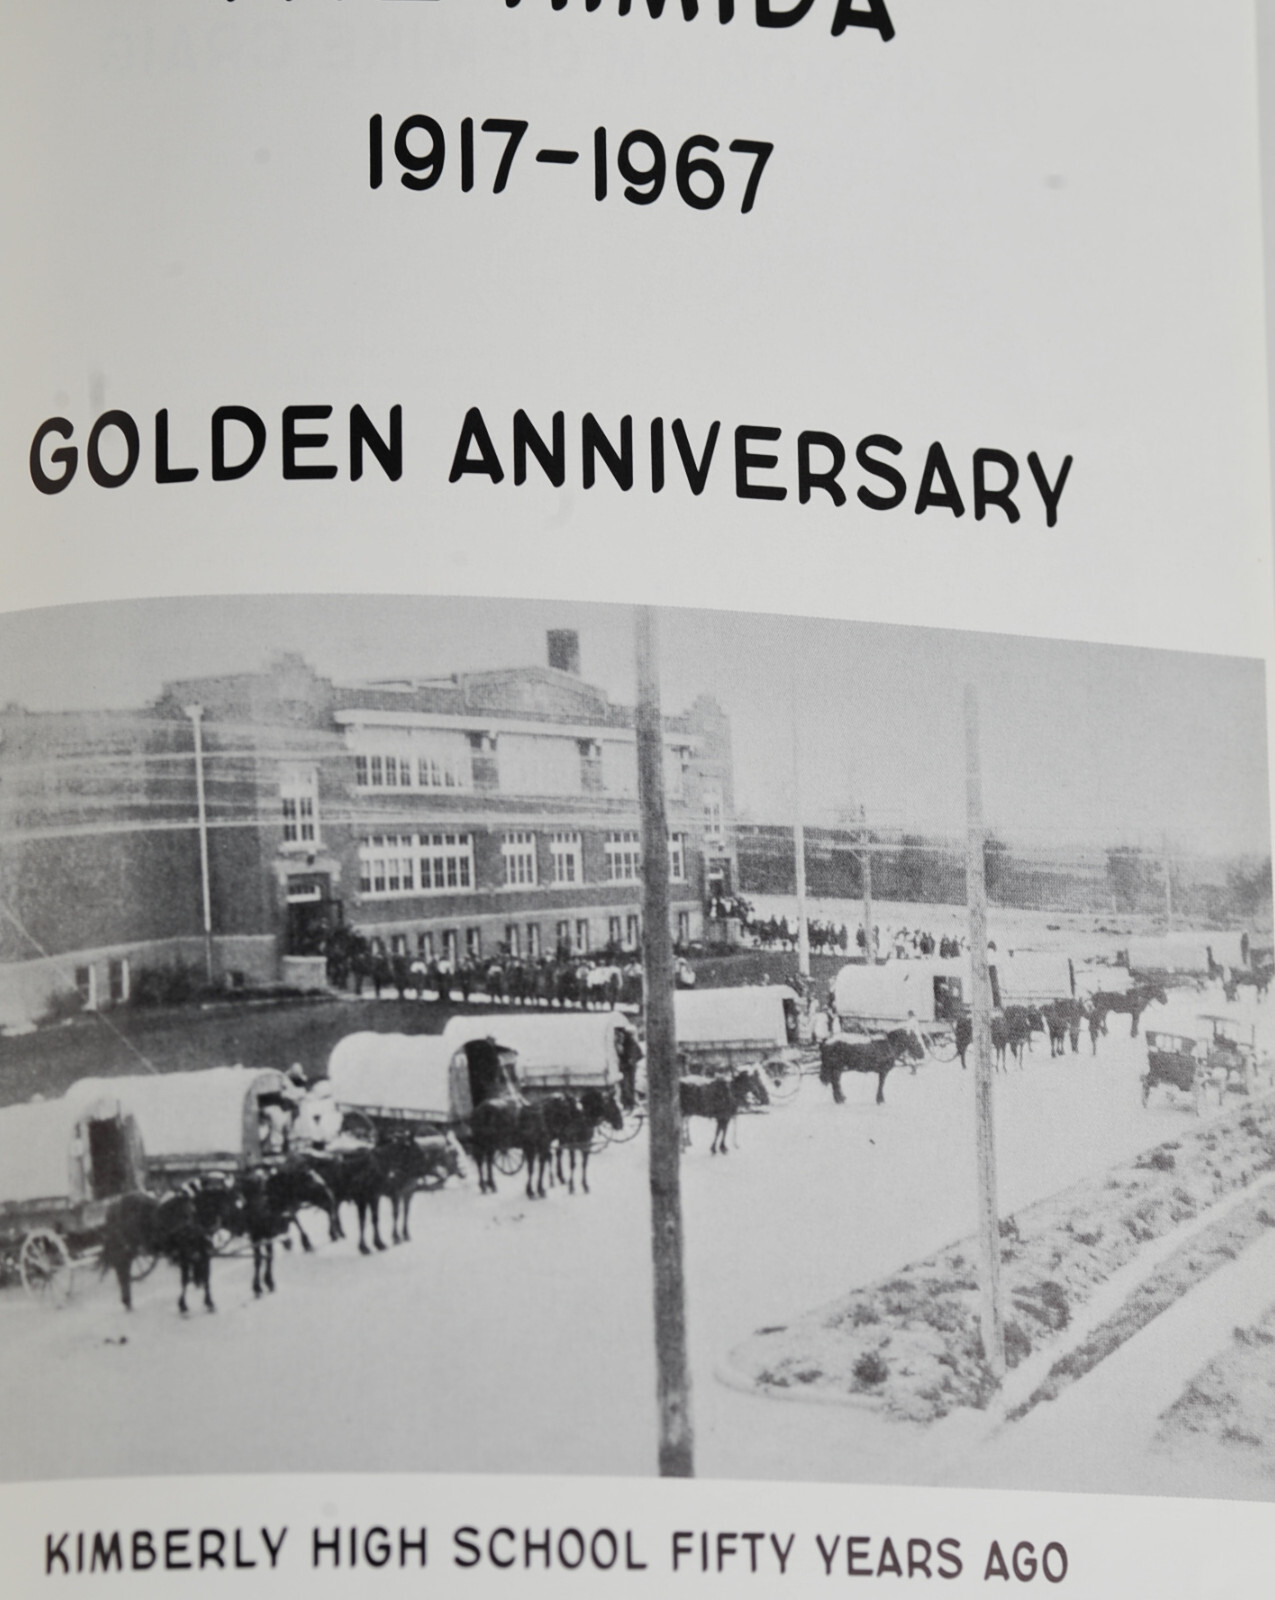 1917-1967
GOLDEN ANNIVERSARY
KIMBERLY HIGH SCHOOL FIFTY YEARS AGO